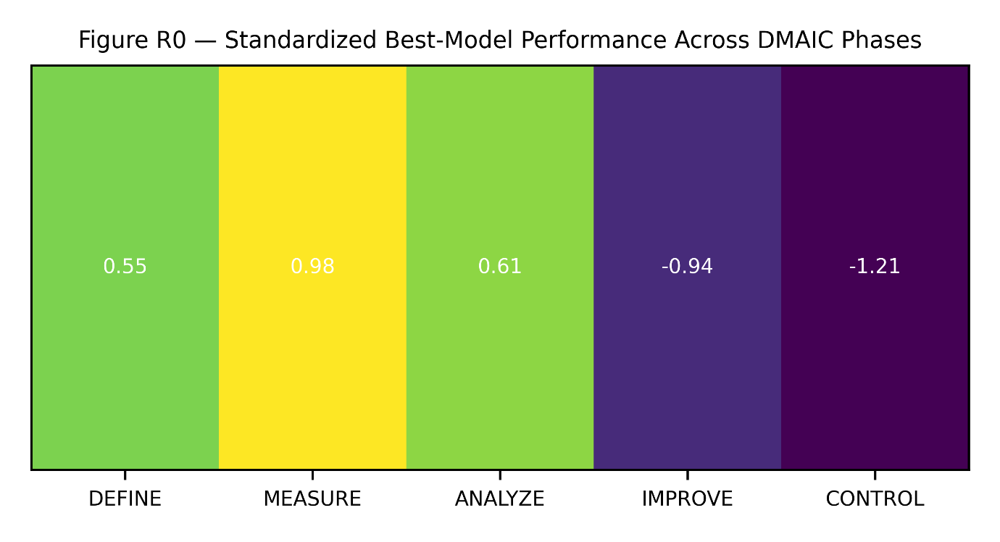 Figure R0 — Standardized Best-Model Performance Across DMAIC Phases
0.55 0.98 0.61 -0.94 -1.21
DEFINE MEASURE ANALYZE IMPROVE CONTROL